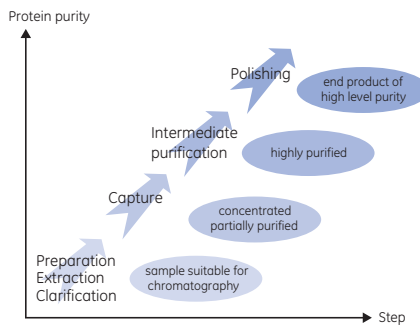 Protein purity
Polishing
end product of
high level purity
Intermediate
purification
highly purified
Capture
concentrated
partially purified
Preparation
Extraction
Clarification
sample suitable for
chromatography
Step